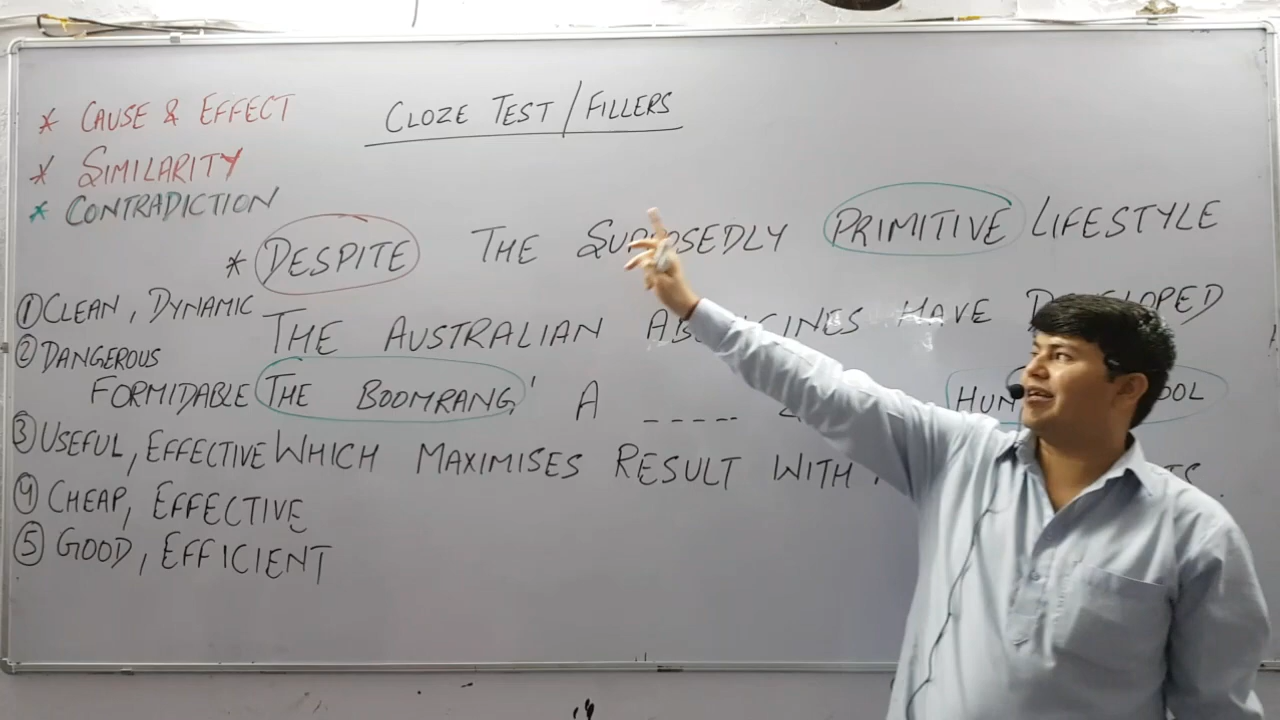 CLOZE TEST / FILLERS
* CAUSE & EFFECT
* SIMILARITY
* CONTRADICTION
* DESPITE THE SUPPOSEDLY PRIMITIVE LIFESTYLE
THE AUSTRALIAN HAVE
THE BOOMRANG,' A ----
WHICH MAXIMISES RESULT WITH
① CLEAN, DYNAMIC
② DANGEROUS
FORMIDABLE
③ USEFUL, EFFECTIVE
④ CHEAP, EFFECTIVE
⑤ GOOD, EFFICIENT